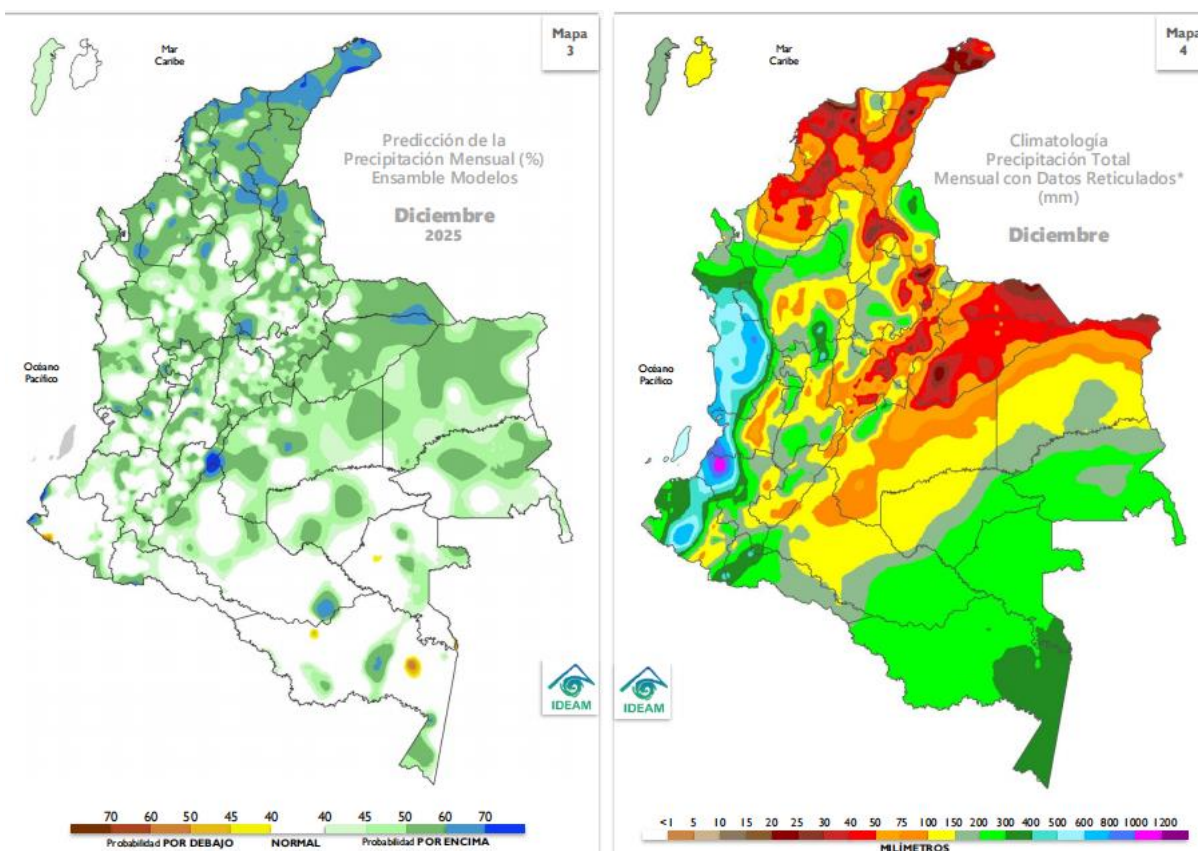 Mapa
3
Mar
Caribe
Predicción de la
Precipitación Mensual (%)
Ensamble Modelos
Diciembre
2025
Océano
Pacífico
IDEAM
70 60 50 45 40 40 45 50 60 70
Probabilidad POR DEBAJO NORMAL Probabilidad POR ENCIMA
Mapa
4
Mar
Caribe
Climatología
Precipitación Total
Mensual con Datos Reticulados*
(mm)
Diciembre
Océano
Pacífico
IDEAM
<1 5 10 15 20 25 30 40 50 75 100 150 200 300 400 500 600 800 1000 1200
MILÍMETROS